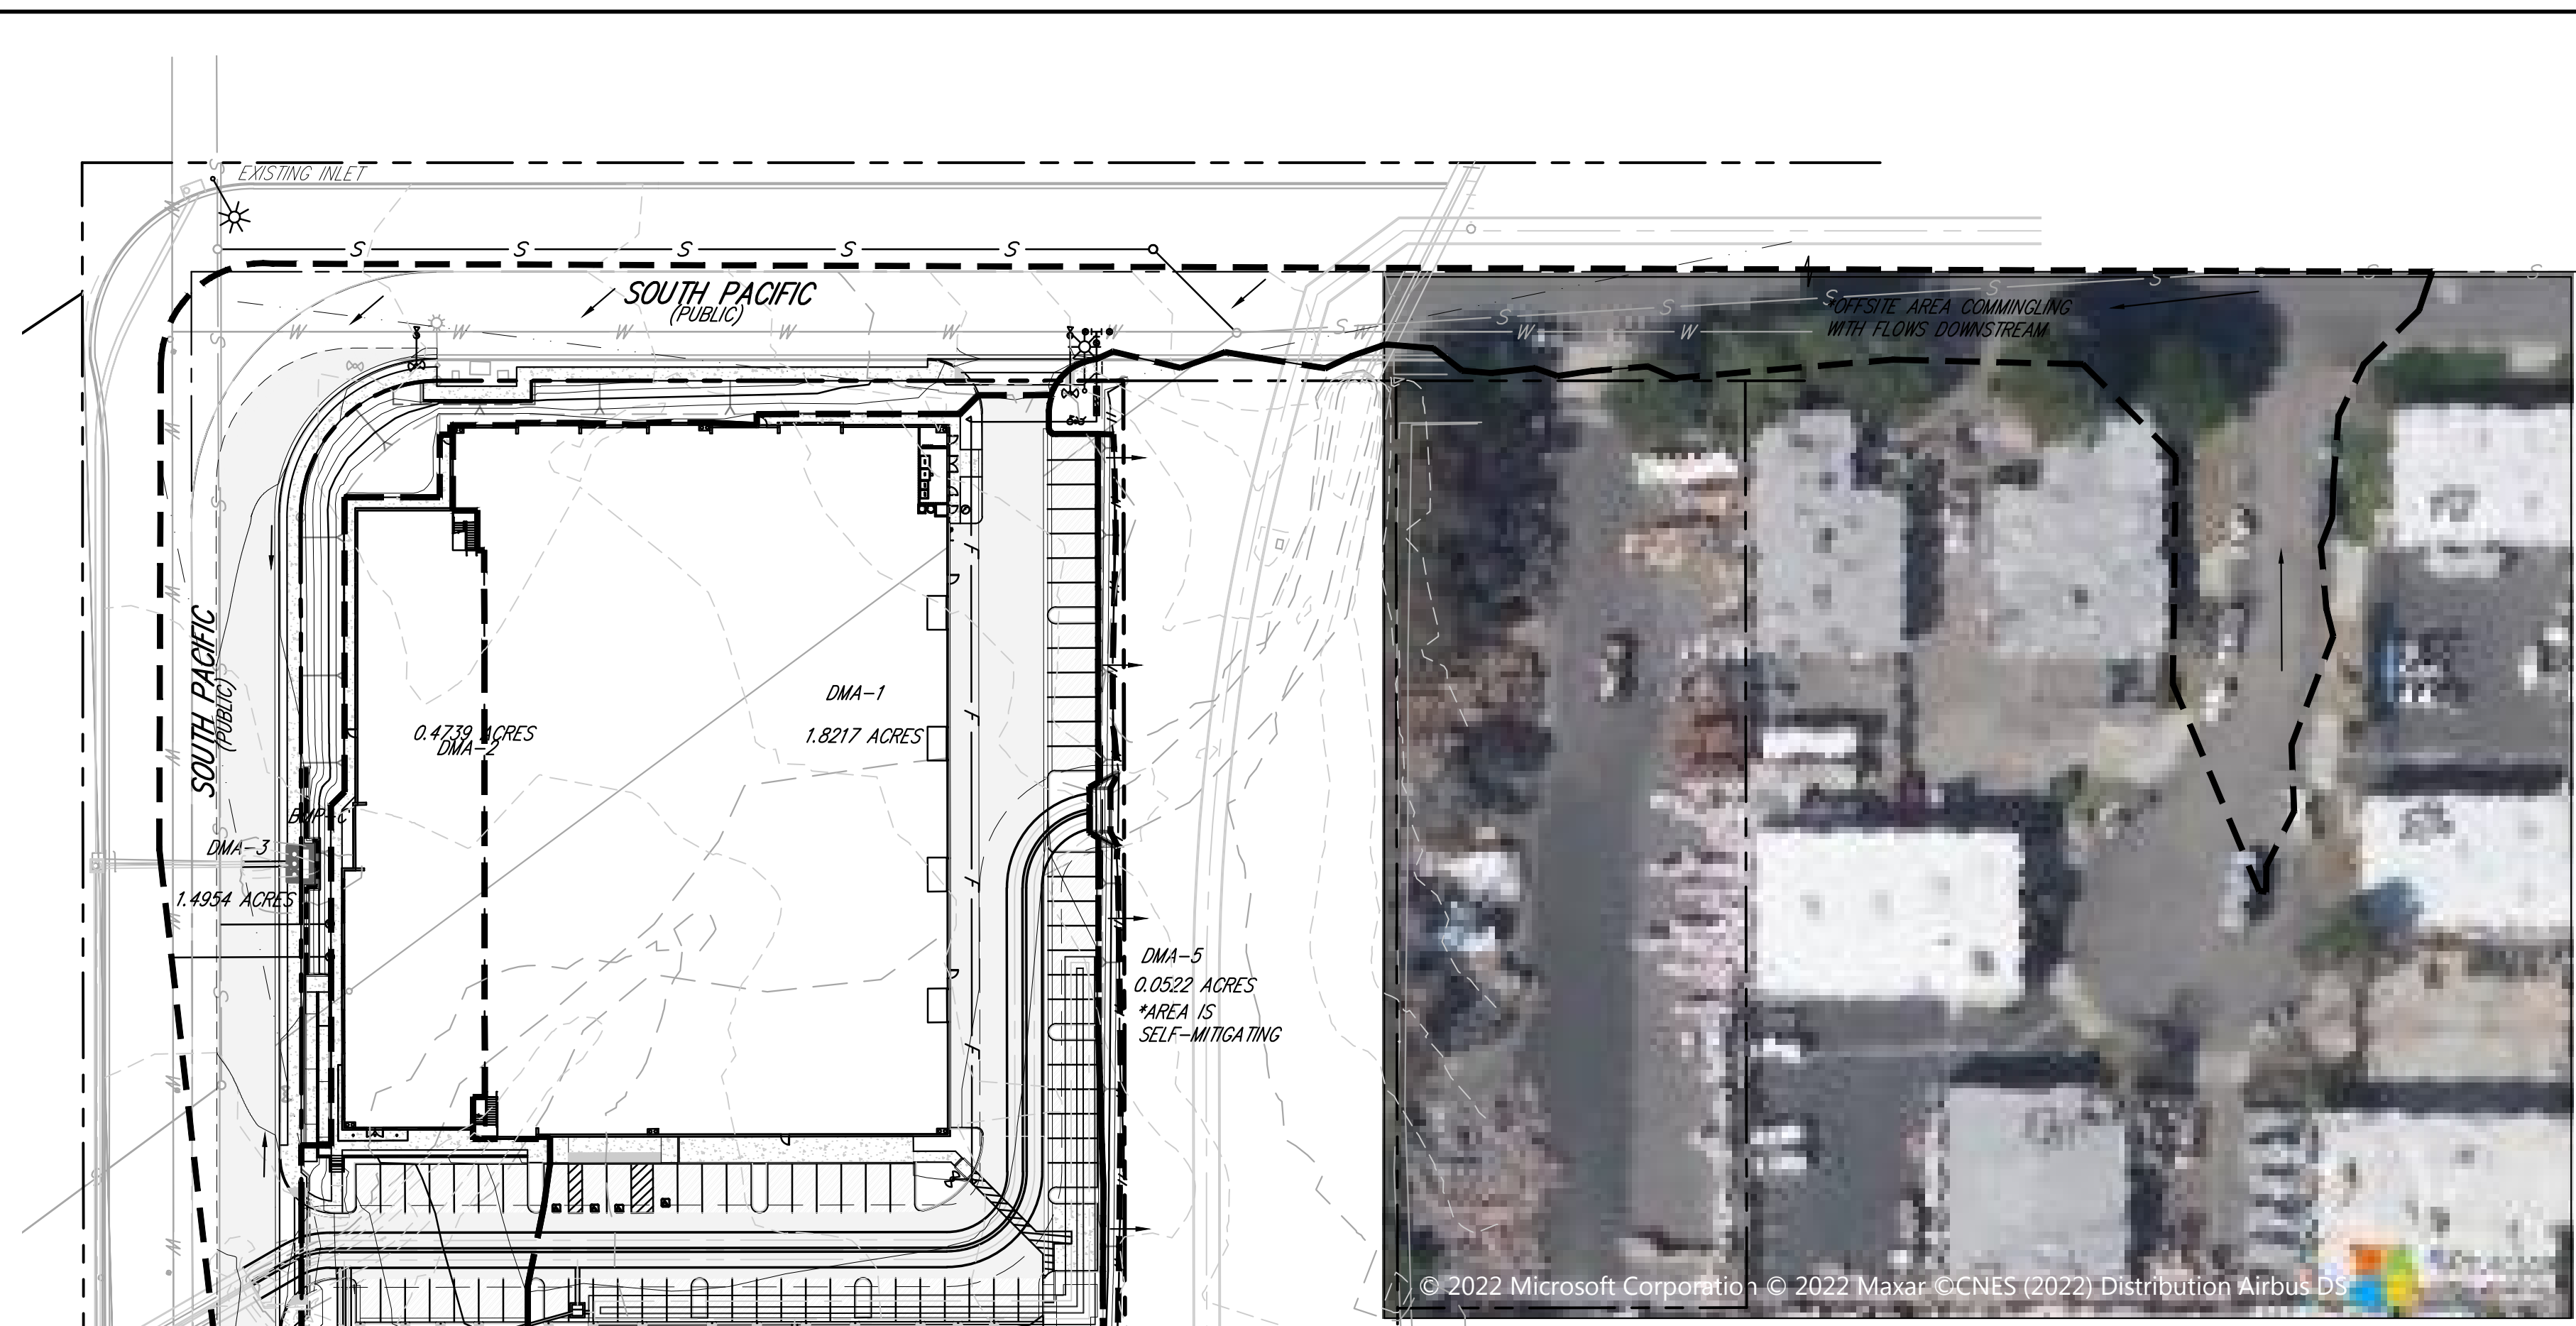 EXISTING INLET
S S S S S
SOUTH PACIFIC
(PUBLIC)
W W W W W W W W W
S S S S S S S
*OFFSITE AREA COMMINGLING
WITH FLOWS DOWNSTREAM
SOUTH PACIFIC
(PUBLIC)
DMA-1
1.8217 ACRES
0.4739 ACRES
DMA-2
BMP-C
DMA-3
1.4954 ACRES
F F F F
DMA-5
0.0522 ACRES
*AREA IS
SELF-MITIGATING
© 2022 Microsoft Corporation © 2022 Maxar ©CNES (2022) Distribution Airbus DS